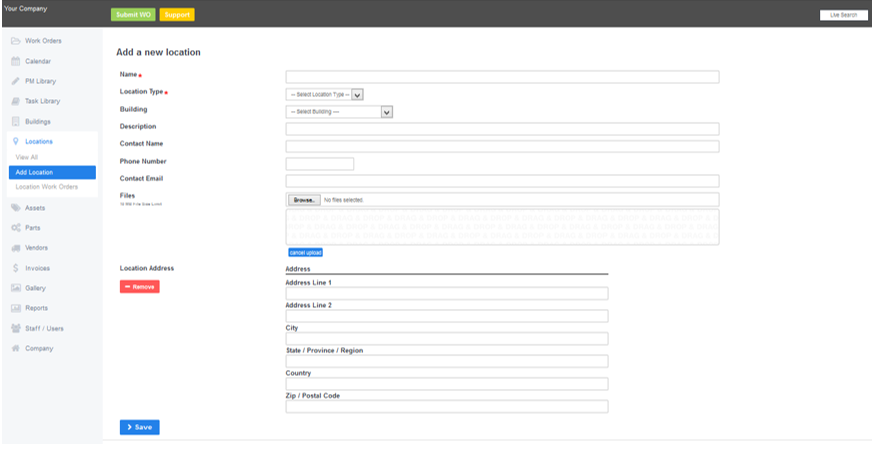 Your Company
Submit WO
Support
Live Search
Work Orders
Calendar
PM Library
Task Library
Buildings
Locations
View All
Add Location
Location Work Orders
Assets
Parts
Vendors
Invoices
Gallery
Reports
Staff / Users
Company
Add a new location
Name
Location Type
-- Select Location Type --
Building
-- Select Building ---
Description
Contact Name
Phone Number
Contact Email
Files
Browse..
No files selected.
cancel upload
Location Address
Remove
Address
Address Line 1
Address Line 2
City
State / Province / Region
Country
Zip / Postal Code
Save